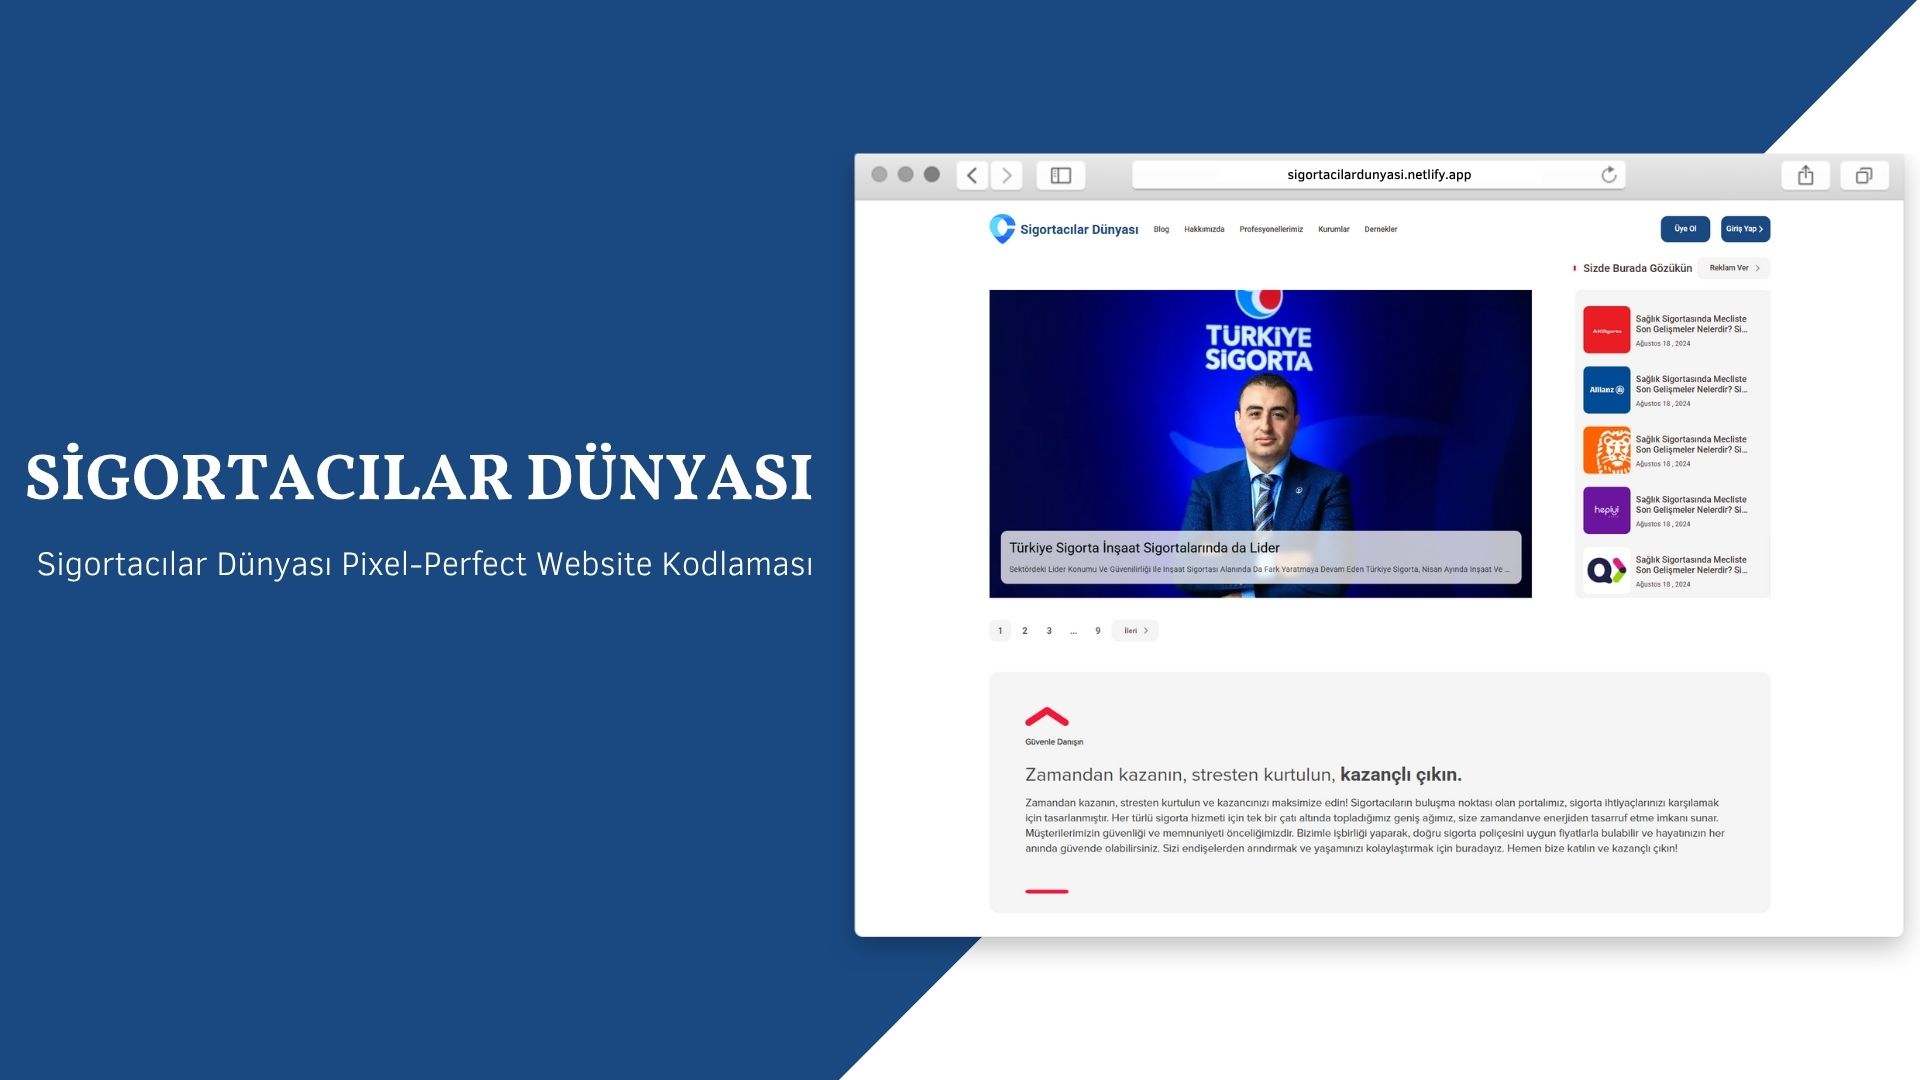 SİGORTACILAR DÜNYASI
Sigortacılar Dünyası Pixel-Perfect Website Kodlaması
sigortacilardunyasi.netlify.app
Sigortacılar Dünyası Blog Hakkımızda Profesyonellerimiz Kurumlar Dernekler Üye Ol Giriş Yap
Sizde Burada Gözükün Reklam Ver
TÜRKİYE
SİGORTA
Türkiye Sigorta İnşaat Sigortalarında da Lider
Sektördeki Lider Konumu Ve Güvenilirliği ile Inşaat Sigortası Alanında Da Fark Yaratmaya Devam Eden Türkiye Sigorta, Nisan Ayında Inşaat Ve ...
AKSigorta
Sağlık Sigortasında Mecliste
Son Gelişmeler Nelerdir? Si...
Ağustos 18 , 2024
Allianz
Sağlık Sigortasında Mecliste
Son Gelişmeler Nelerdir? Si...
Ağustos 18 , 2024
Sağlık Sigortasında Mecliste
Son Gelişmeler Nelerdir? Si...
Ağustos 18 , 2024
hepiyi
Sağlık Sigortasında Mecliste
Son Gelişmeler Nelerdir? Si...
Ağustos 18 , 2024
Sağlık Sigortasında Mecliste
Son Gelişmeler Nelerdir? Si...
Ağustos 18 , 2024
1 2 3 ... 9 İleri
Güvenle Danışın
Zamandan kazanın, stresten kurtulun, kazançlı çıkın.
Zamandan kazanın, stresten kurtulun ve kazancınızı maksimize edin! Sigortacıların buluşma noktası olan portalımız, sigorta ihtiyaçlarınızı karşılamak
için tasarlanmıştır. Her türlü sigorta hizmeti için tek bir çatı altında topladığımız geniş ağımız, size zamandanve enerjiden tasarruf etme imkanı sunar.
Müşterilerimizin güvenliği ve memnuniyeti önceliğimizdir. Bizimle işbirliği yaparak, doğru sigorta poliçesini uygun fiyatlarla bulabilir ve hayatınızın her
anında güvende olabilirsiniz. Sizi endişelerden arındırmak ve yaşamınızı kolaylaştırmak için buradayız. Hemen bize katılın ve kazançlı çıkın!